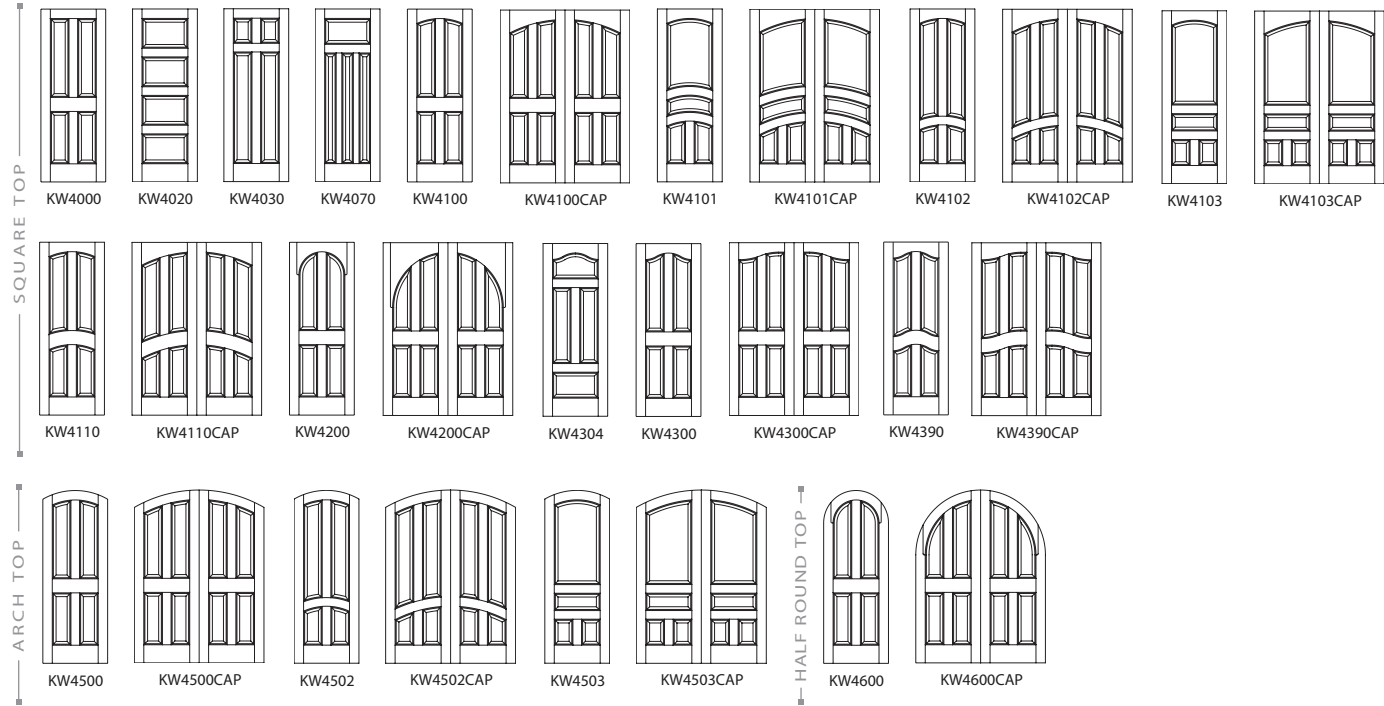 SQUARE TOP
KW4000 KW4020 KW4030 KW4070 KW4100 KW4100CAP KW4101 KW4101CAP KW4102 KW4102CAP KW4103 KW4103CAP
KW4110 KW4110CAP KW4200 KW4200CAP KW4304 KW4300 KW4300CAP KW4390 KW4390CAP
ARCH TOP
KW4500 KW4500CAP KW4502 KW4502CAP KW4503 KW4503CAP
HALF ROUND TOP
KW4600 KW4600CAP